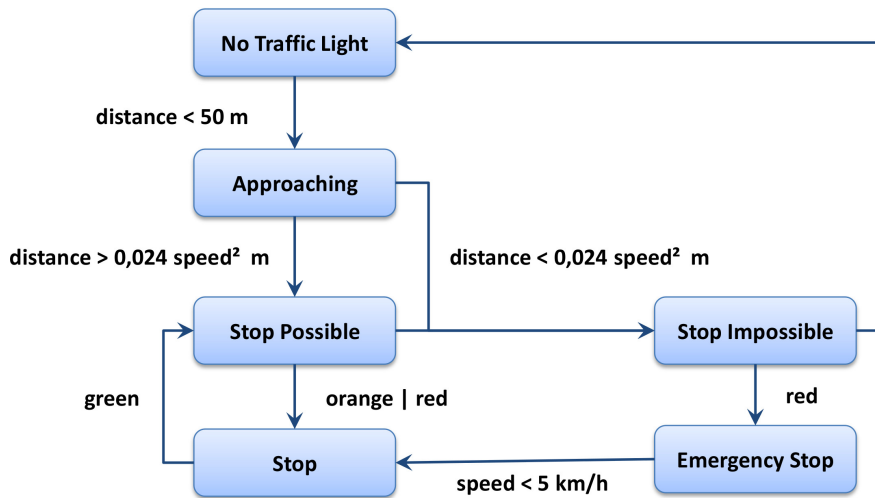 No Traffic Light
distance < 50 m
Approaching
distance > 0,024 speed² m
distance < 0,024 speed² m
Stop Possible
Stop Impossible
green
orange | red
red
Stop
Emergency Stop
speed < 5 km/h